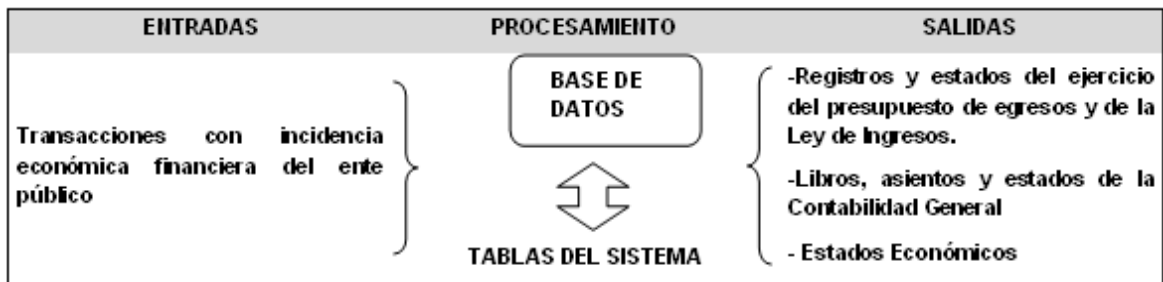 ENTRADAS PROCESAMIENTO SALIDAS
Transacciones con incidencia
económica financiera del ente
público
BASE DE
DATOS
TABLAS DEL SISTEMA
-Registros y estados del ejercicio
del presupuesto de egresos y de la
Ley de Ingresos.
-Libros, asientos y estados de la
Contabilidad General
- Estados Económicos